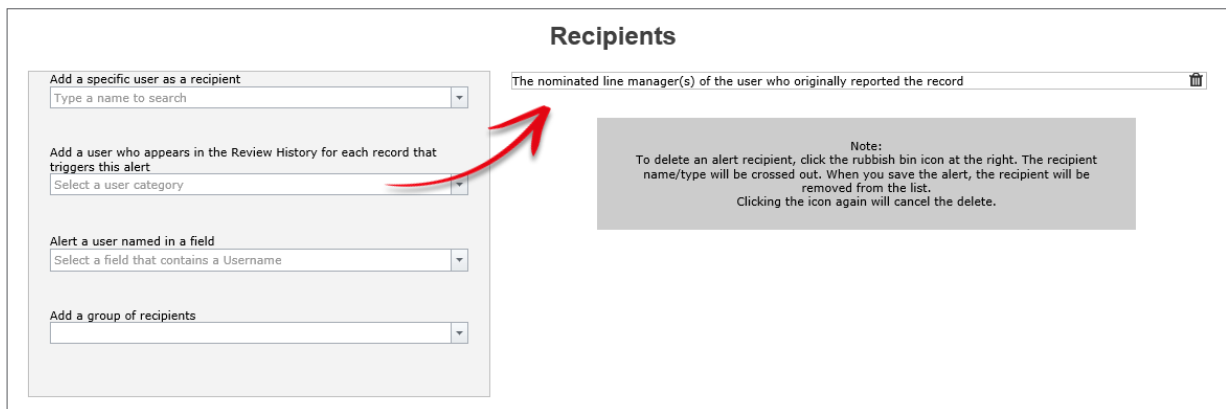 Recipients
Add a specific user as a recipient
Type a name to search
Add a user who appears in the Review History for each record that
triggers this alert
Select a user category
Alert a user named in a field
Select a field that contains a Username
Add a group of recipients
The nominated line manager(s) of the user who originally reported the record
Note:
To delete an alert recipient, click the rubbish bin icon at the right. The recipient
name/type will be crossed out. When you save the alert, the recipient will be
removed from the list.
Clicking the icon again will cancel the delete.